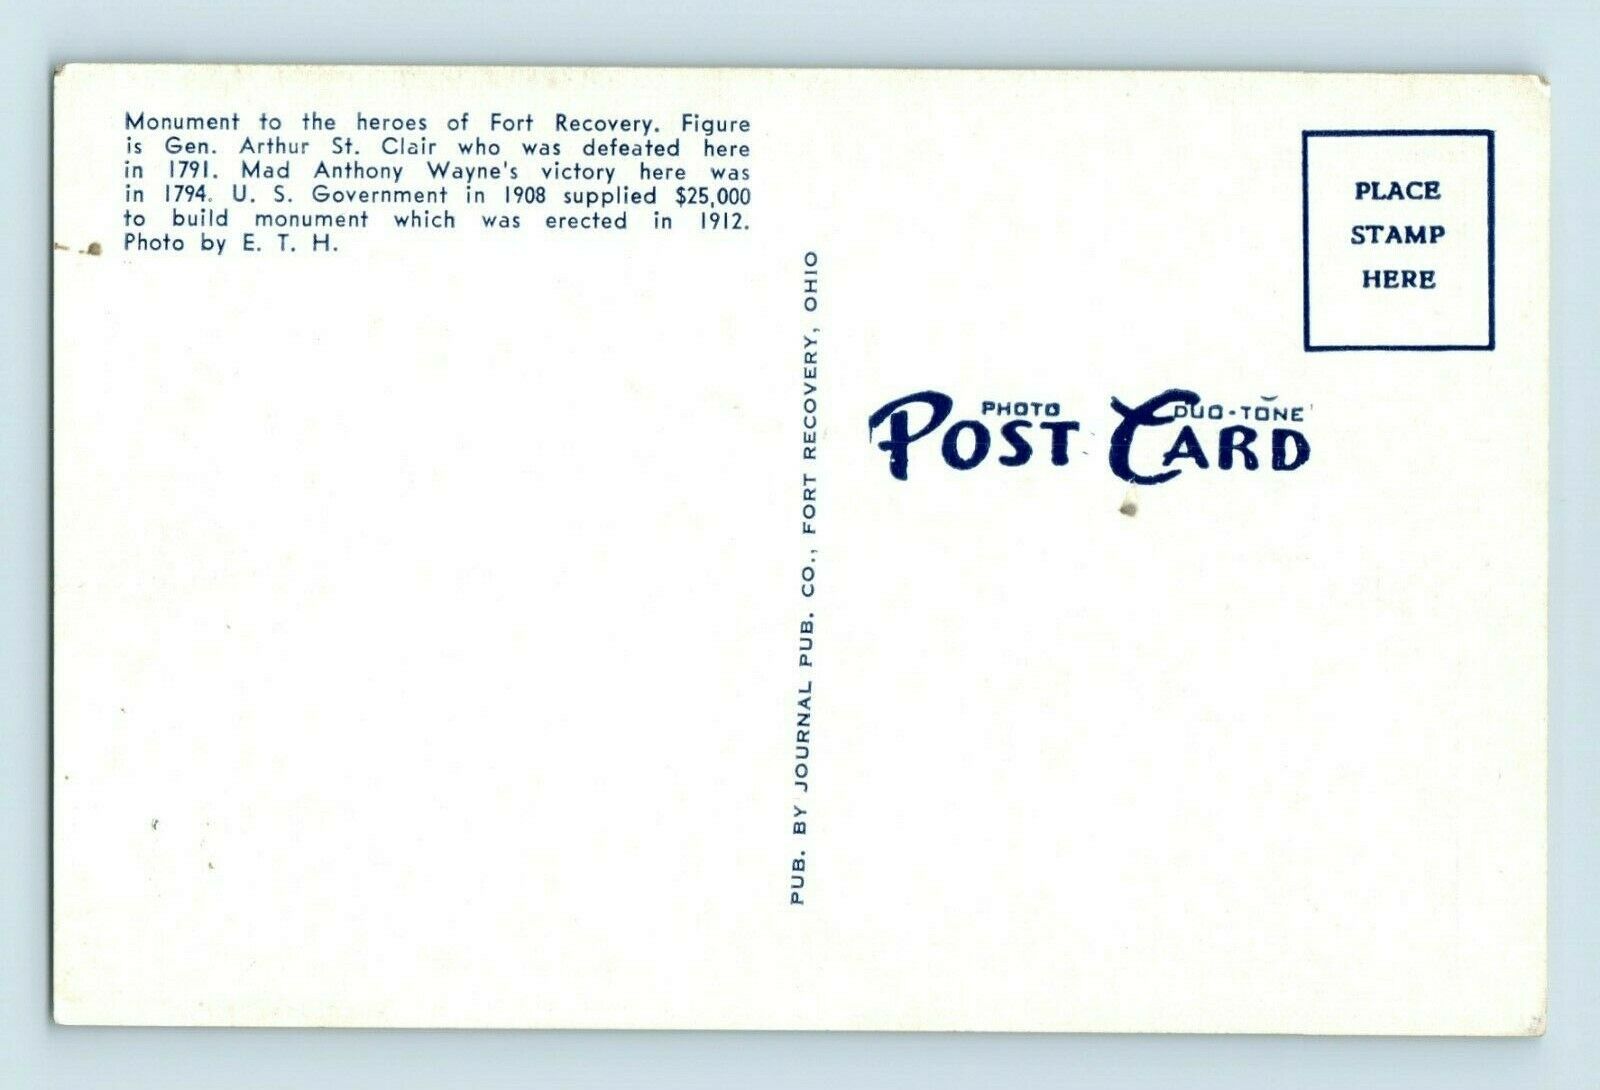 Monument to the heroes of Fort Recovery. Figure
is Gen. Arthur St. Clair who was defeated here
in 1791. Mad Anthony Wayne's victory here was
in 1794. U. S. Government in 1908 supplied $25,000
to build monument which was erected in 1912.
Photo by E. T. H.
PUB. BY JOURNAL PUB. CO., FORT RECOVERY, OHIO
PLACE
STAMP
HERE
PHOTO DUO-TONE
POST CARD